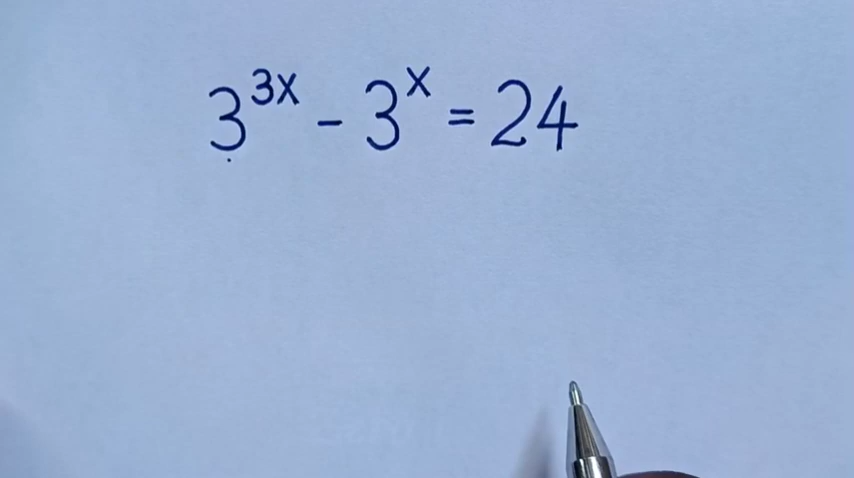 3^{3x} - 3^x = 24